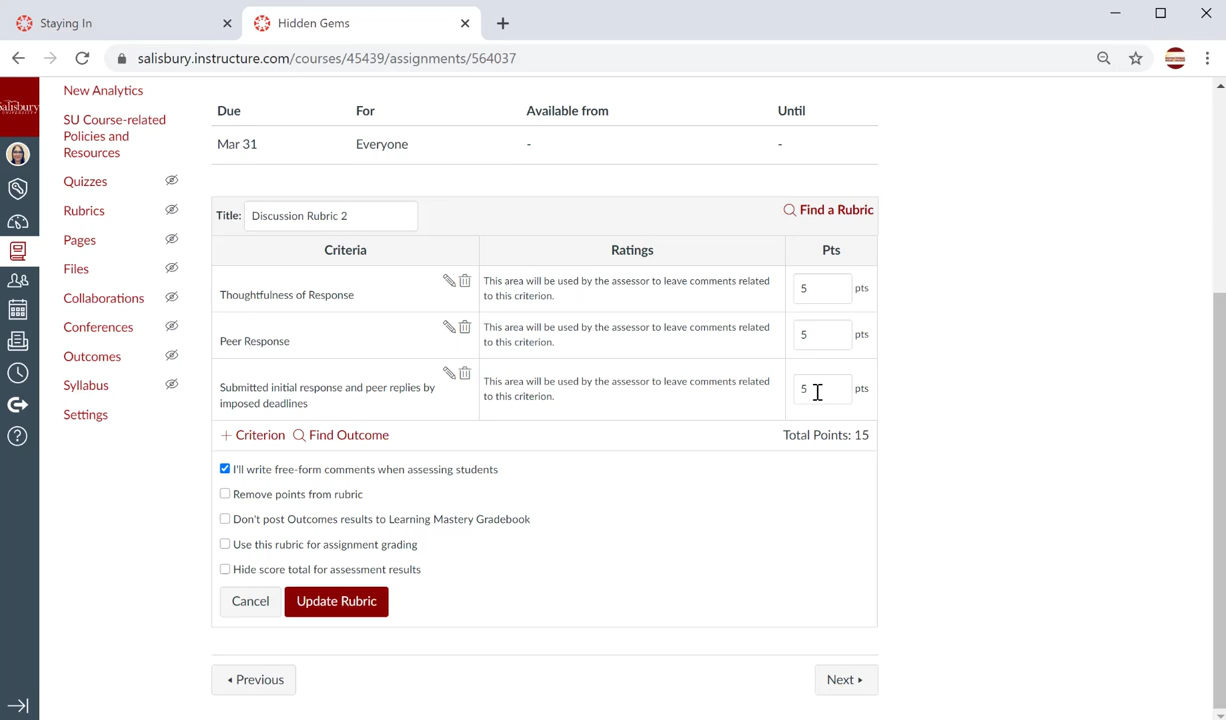 Staying In
Hidden Gems
salisbury.instructure.com/courses/45439/assignments/564037
Salisbury
UNIVERSITY
New Analytics
SU Course-related
Policies and
Resources
Quizzes
Rubrics
Pages
Files
Collaborations
Conferences
Outcomes
Syllabus
Settings
Due For Available from Until
Mar 31 Everyone - -
Title: Discussion Rubric 2 Find a Rubric
Criteria Ratings Pts
Thoughtfulness of Response
This area will be used by the assessor to leave comments related
to this criterion.
5 pts
Peer Response
This area will be used by the assessor to leave comments related
to this criterion.
5 pts
Submitted initial response and peer replies by
imposed deadlines
This area will be used by the assessor to leave comments related
to this criterion.
5 pts
+ Criterion Find Outcome Total Points: 15
I'll write free-form comments when assessing students
Remove points from rubric
Don't post Outcomes results to Learning Mastery Gradebook
Use this rubric for assignment grading
Hide score total for assessment results
Cancel Update Rubric
◂ Previous Next ▸